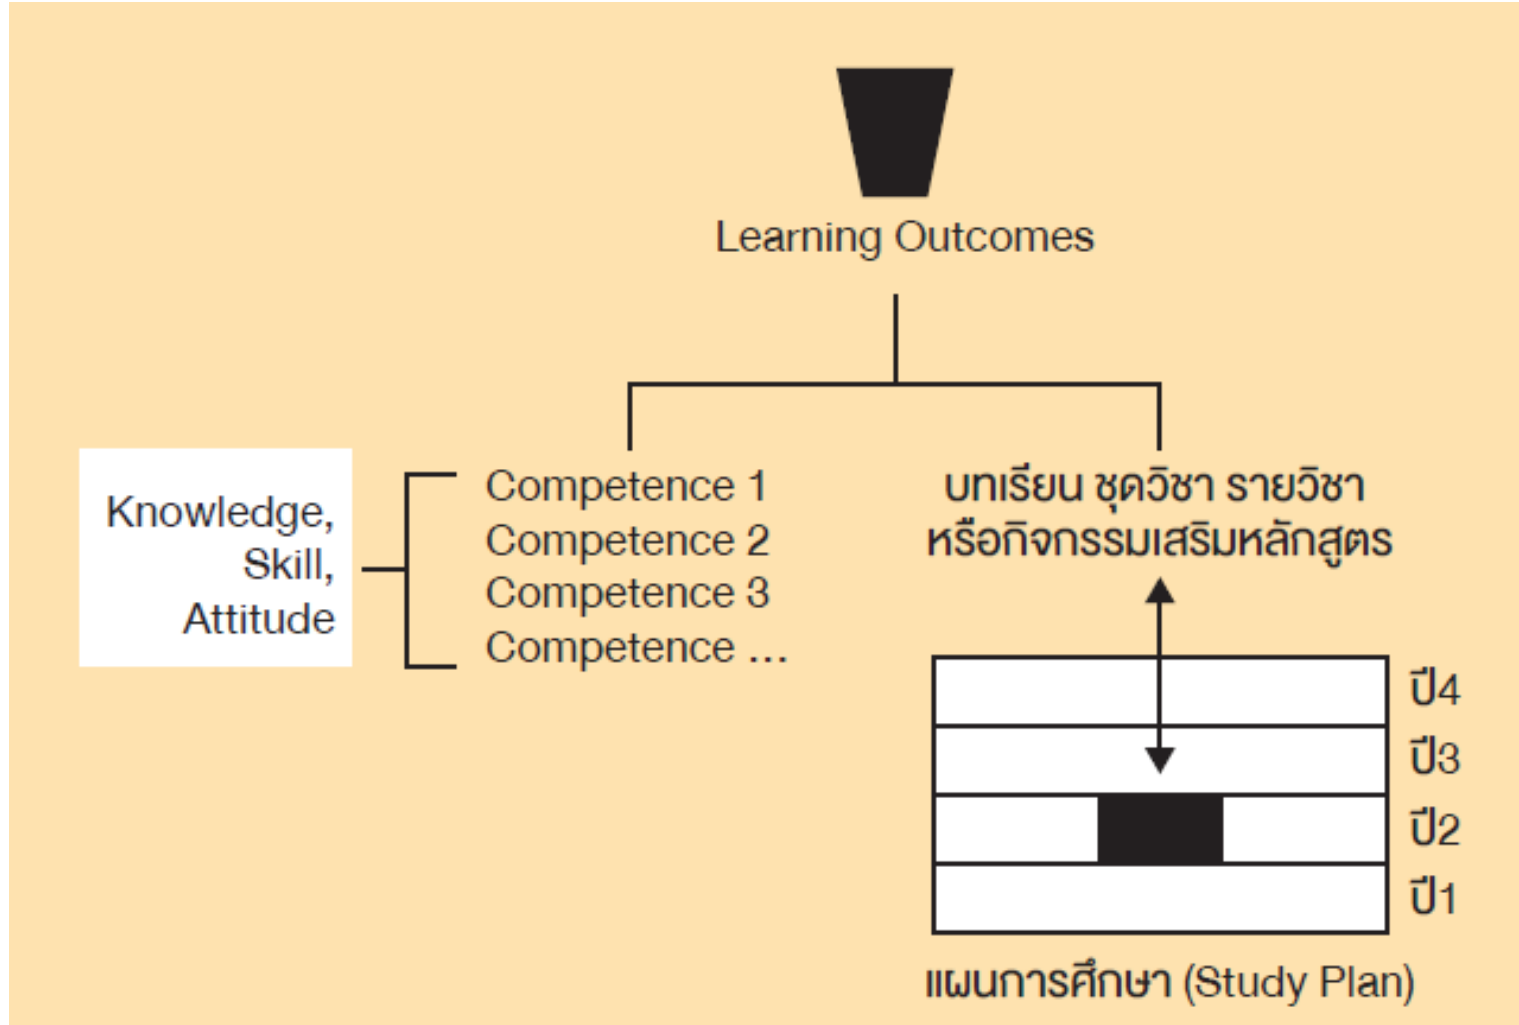 Learning Outcomes
Knowledge,
Skill,
Attitude
Competence 1
Competence 2
Competence 3
Competence ...
บทเรียน ชุดวิชา รายวิชา
หรือกิจกรรมเสริมหลักสูตร
ปี4
ปี3
ปี2
ปี1
แผนการศึกษา (Study Plan)